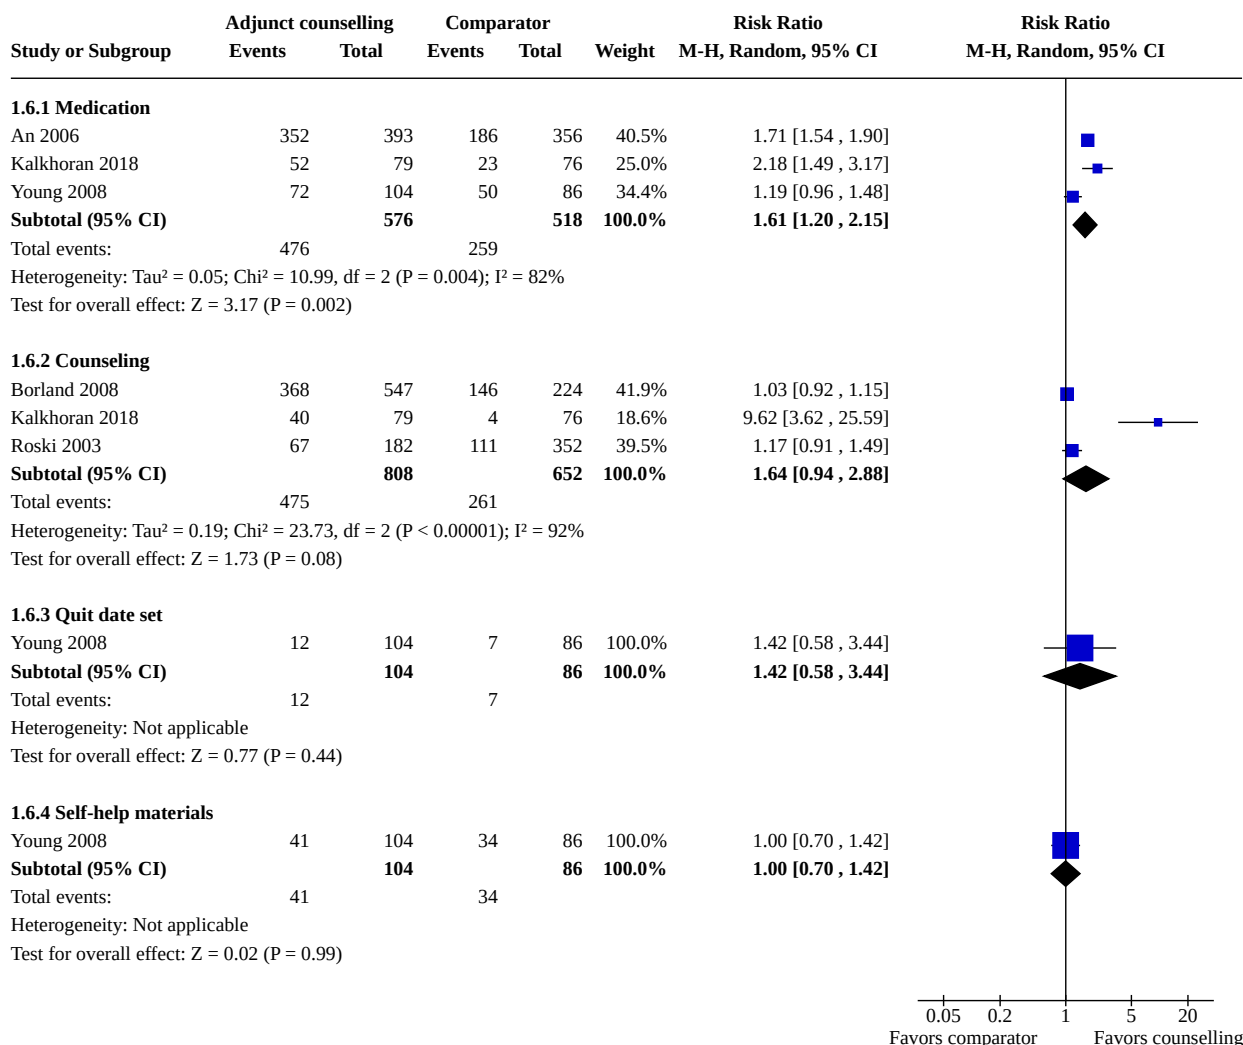 Adjunct counselling Comparator Risk Ratio Risk Ratio
Study or Subgroup Events Total Events Total Weight M-H, Random, 95% CI M-H, Random, 95% CI
1.6.1 Medication
An 2006 352 393 186 356 40.5% 1.71 [1.54 , 1.90]
Kalkhoran 2018 52 79 23 76 25.0% 2.18 [1.49 , 3.17]
Young 2008 72 104 50 86 34.4% 1.19 [0.96 , 1.48]
Subtotal (95% CI) 576 518 100.0% 1.61 [1.20 , 2.15]
Total events: 476 259
Heterogeneity: Tau² = 0.05; Chi² = 10.99, df = 2 (P = 0.004); I² = 82%
Test for overall effect: Z = 3.17 (P = 0.002)
1.6.2 Counseling
Borland 2008 368 547 146 224 41.9% 1.03 [0.92 , 1.15]
Kalkhoran 2018 40 79 4 76 18.6% 9.62 [3.62 , 25.59]
Roski 2003 67 182 111 352 39.5% 1.17 [0.91 , 1.49]
Subtotal (95% CI) 808 652 100.0% 1.64 [0.94 , 2.88]
Total events: 475 261
Heterogeneity: Tau² = 0.19; Chi² = 23.73, df = 2 (P < 0.00001); I² = 92%
Test for overall effect: Z = 1.73 (P = 0.08)
1.6.3 Quit date set
Young 2008 12 104 7 86 100.0% 1.42 [0.58 , 3.44]
Subtotal (95% CI) 104 86 100.0% 1.42 [0.58 , 3.44]
Total events: 12 7
Heterogeneity: Not applicable
Test for overall effect: Z = 0.77 (P = 0.44)
1.6.4 Self-help materials
Young 2008 41 104 34 86 100.0% 1.00 [0.70 , 1.42]
Subtotal (95% CI) 104 86 100.0% 1.00 [0.70 , 1.42]
Total events: 41 34
Heterogeneity: Not applicable
Test for overall effect: Z = 0.02 (P = 0.99)
0.05 0.2 1 5 20
Favors comparator Favors counselling